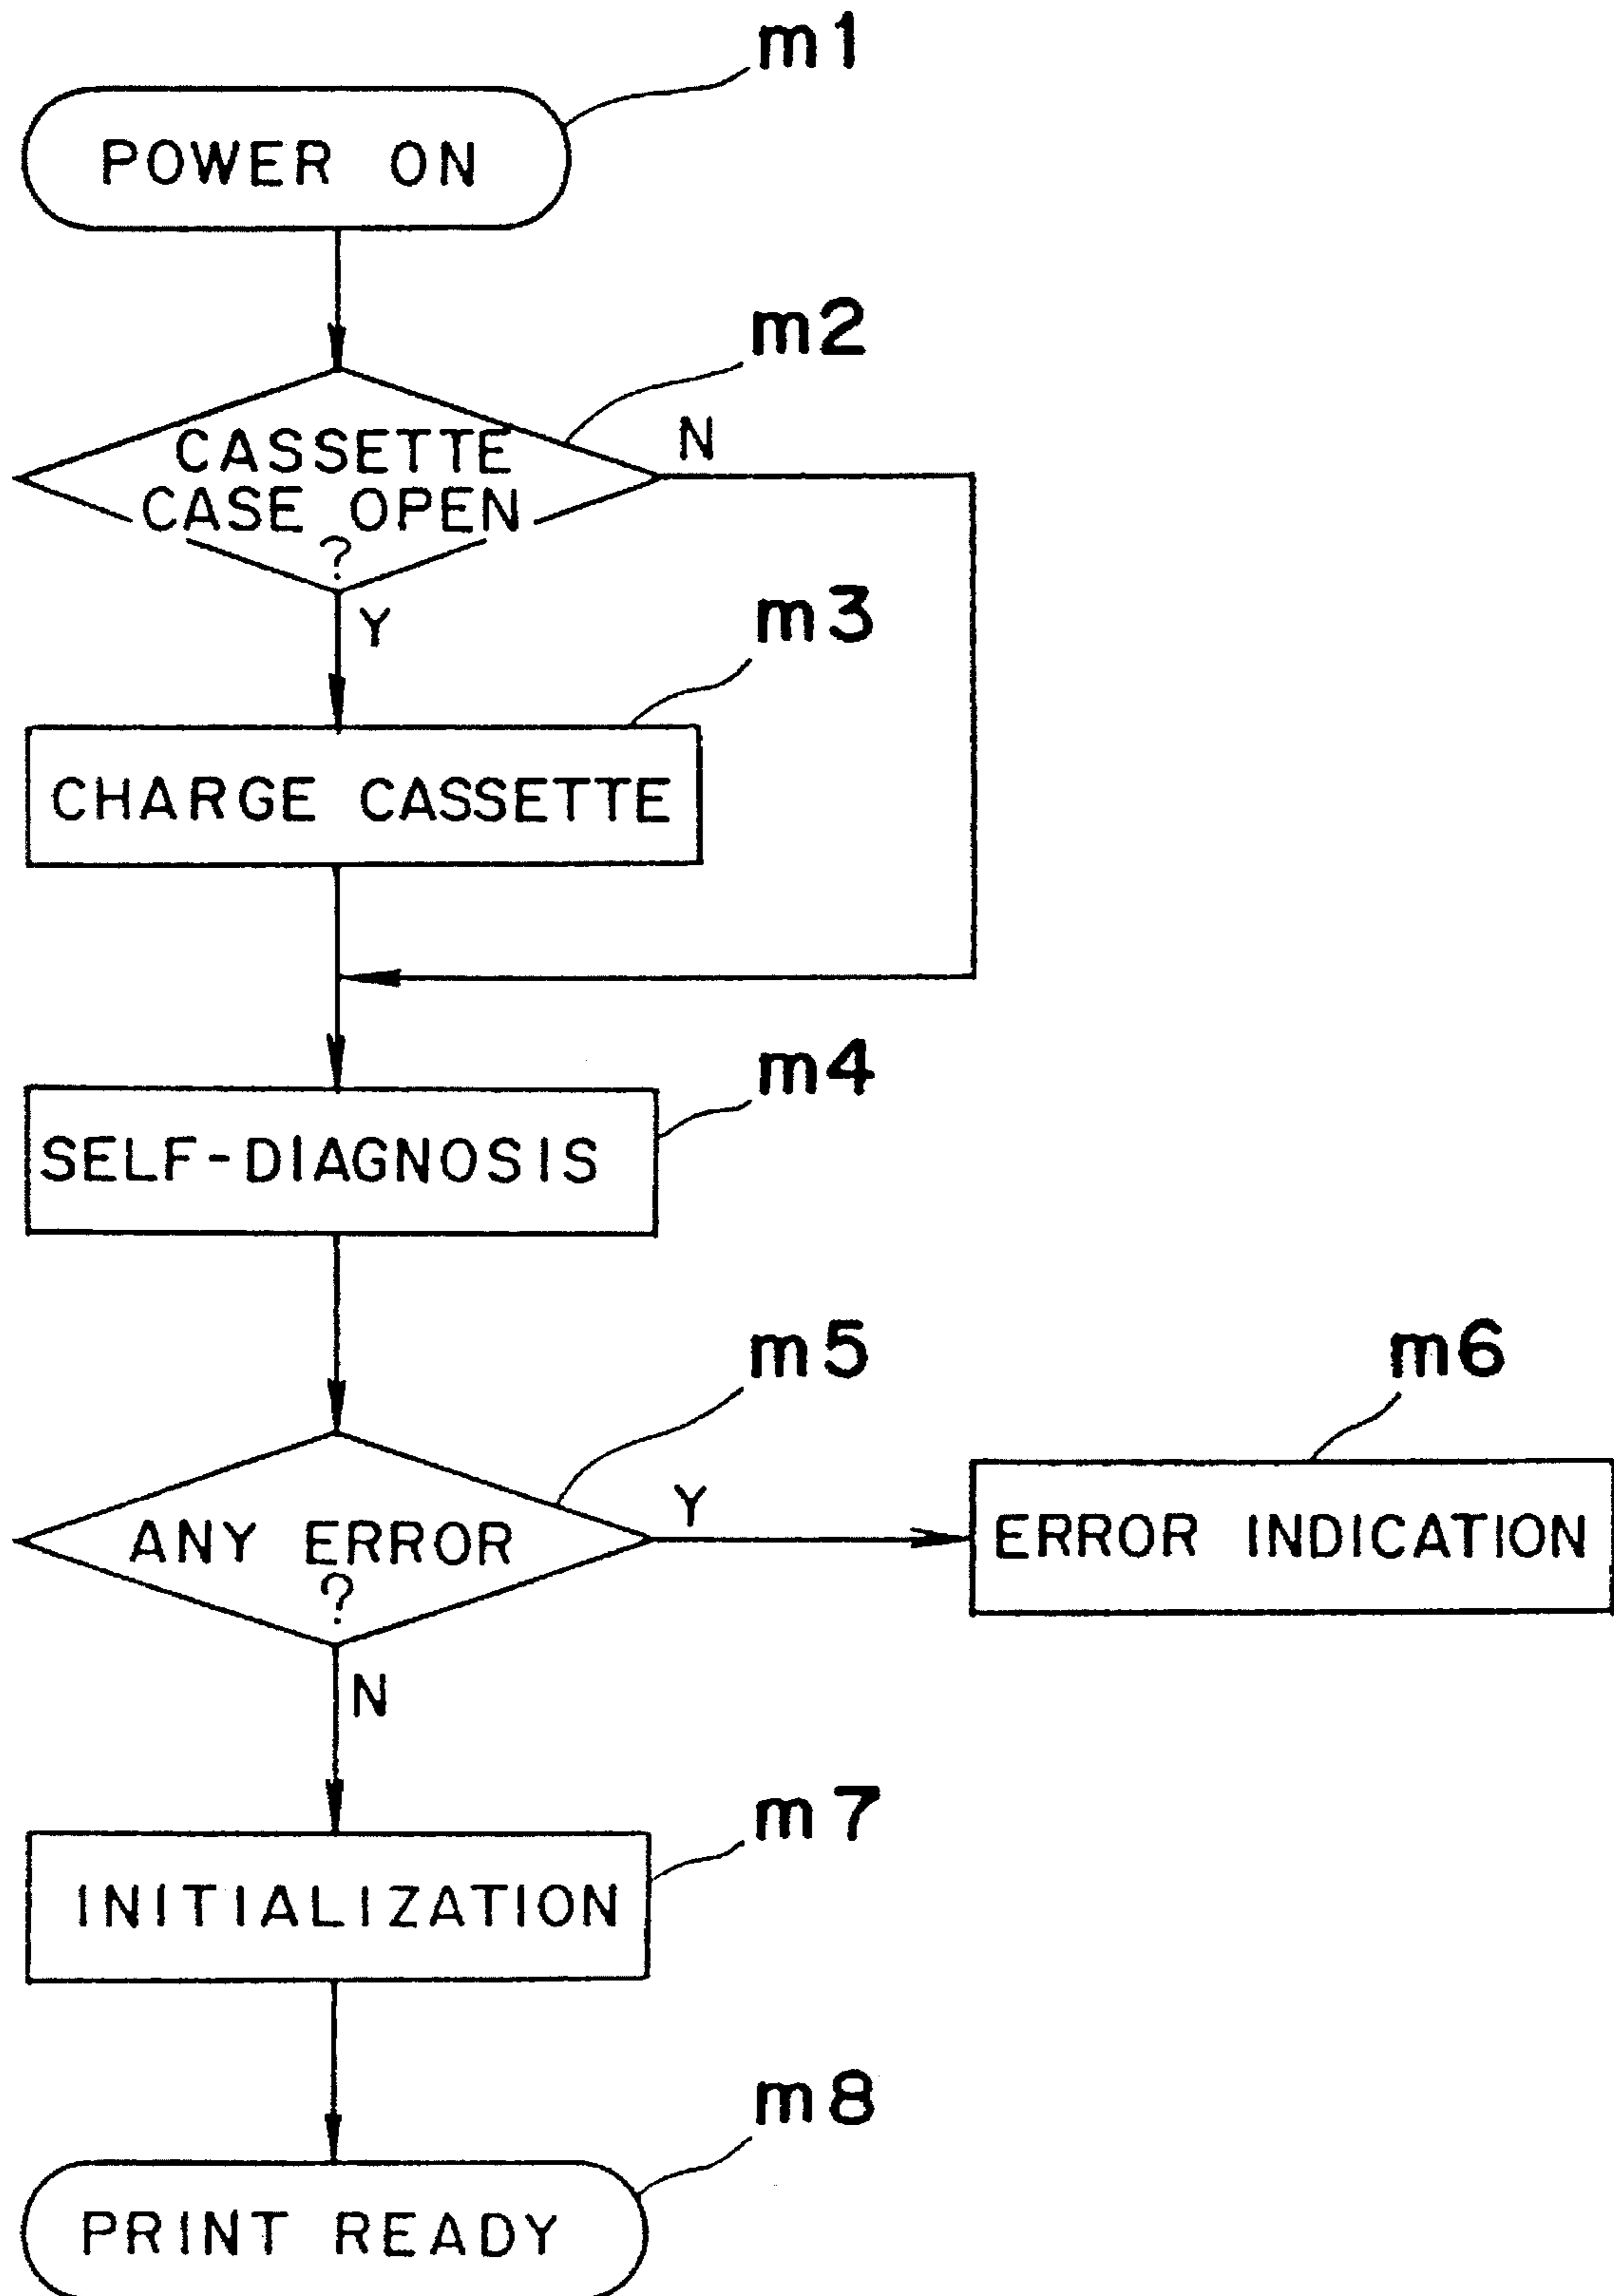 m1
POWER ON
m2
CASSETTE
CASE OPEN
?
N
Y
m3
CHARGE CASSETTE
m4
SELF-DIAGNOSIS
m5
ANY ERROR
?
Y
N
m6
ERROR INDICATION
m7
INITIALIZATION
m8
PRINT READY